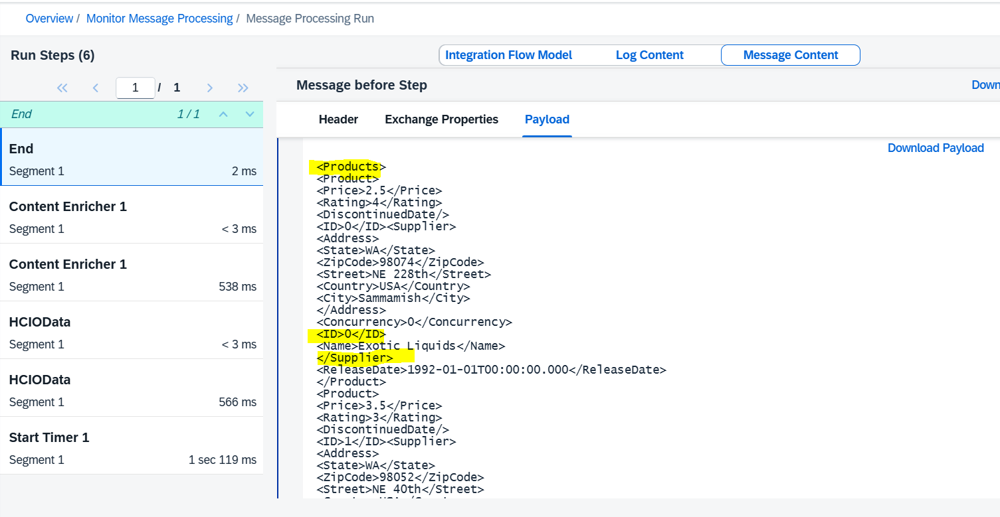 Overview / Monitor Message Processing / Message Processing Run
Run Steps (6)
1 / 1
End 1 / 1
End
Segment 1 2 ms
Content Enricher 1
Segment 1 < 3 ms
Content Enricher 1
Segment 1 538 ms
HCIOData
Segment 1 < 3 ms
HCIOData
Segment 1 566 ms
Start Timer 1
Segment 1 1 sec 119 ms
Integration Flow Model Log Content Message Content
Message before Step Down
Header Exchange Properties Payload
Download Payload
<Products>
<Product>
<Price>2.5</Price>
<Rating>4</Rating>
<DiscontinuedDate/>
<ID>0</ID><Supplier>
<Address>
<State>WA</State>
<ZipCode>98074</ZipCode>
<Street>NE 228th</Street>
<Country>USA</Country>
<City>Sammamish</City>
</Address>
<Concurrency>0</Concurrency>
<ID>0</ID>
<Name>Exotic Liquids</Name>
</Supplier>
<ReleaseDate>1992-01-01T00:00:00.000</ReleaseDate>
</Product>
<Product>
<Price>3.5</Price>
<Rating>3</Rating>
<DiscontinuedDate/>
<ID>1</ID><Supplier>
<Address>
<State>WA</State>
<ZipCode>98052</ZipCode>
<Street>NE 40th</Street>